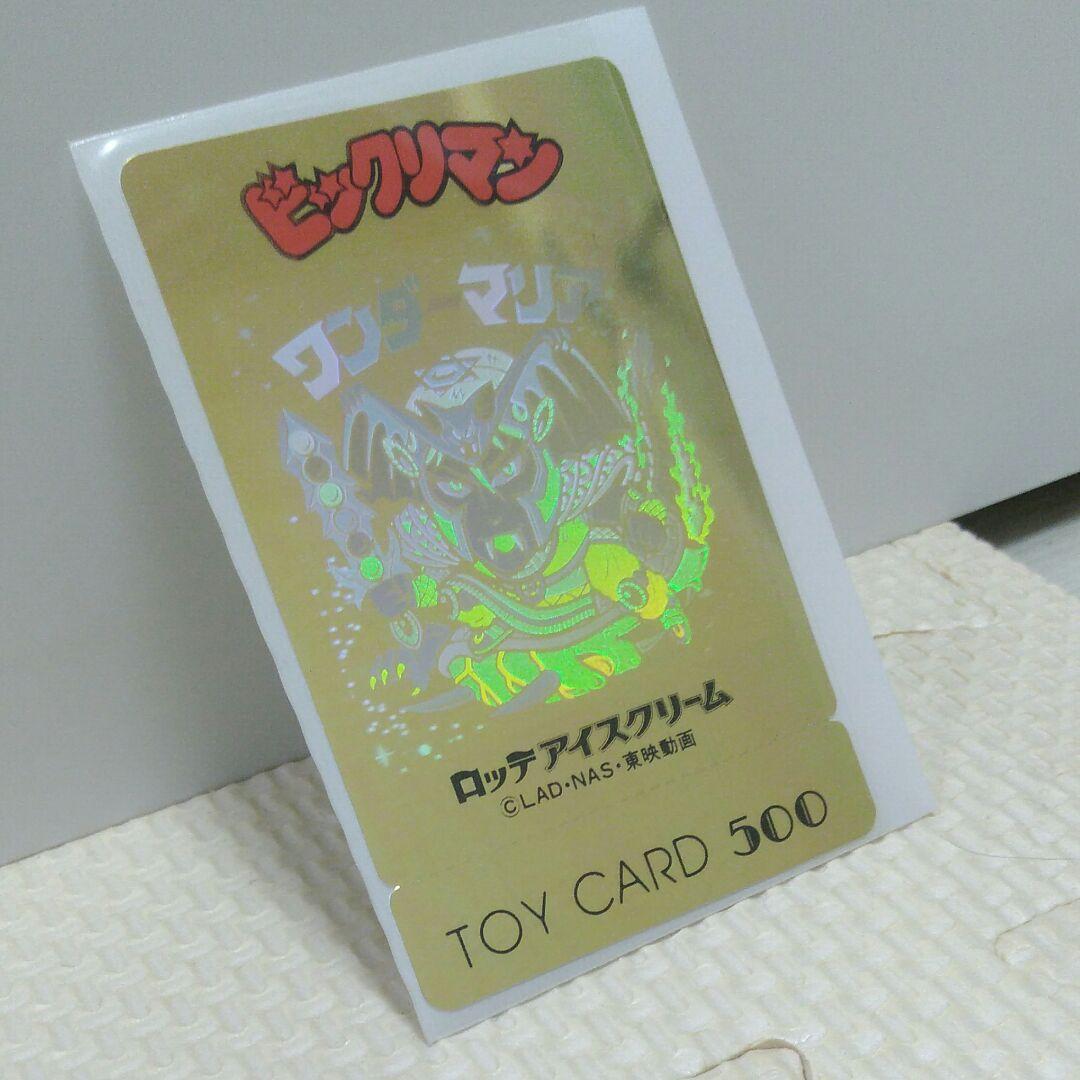 ビックリマン
ワンダーマリア
ロッテ アイスクリーム
©LAD・NAS・東映動画
TOY CARD 500